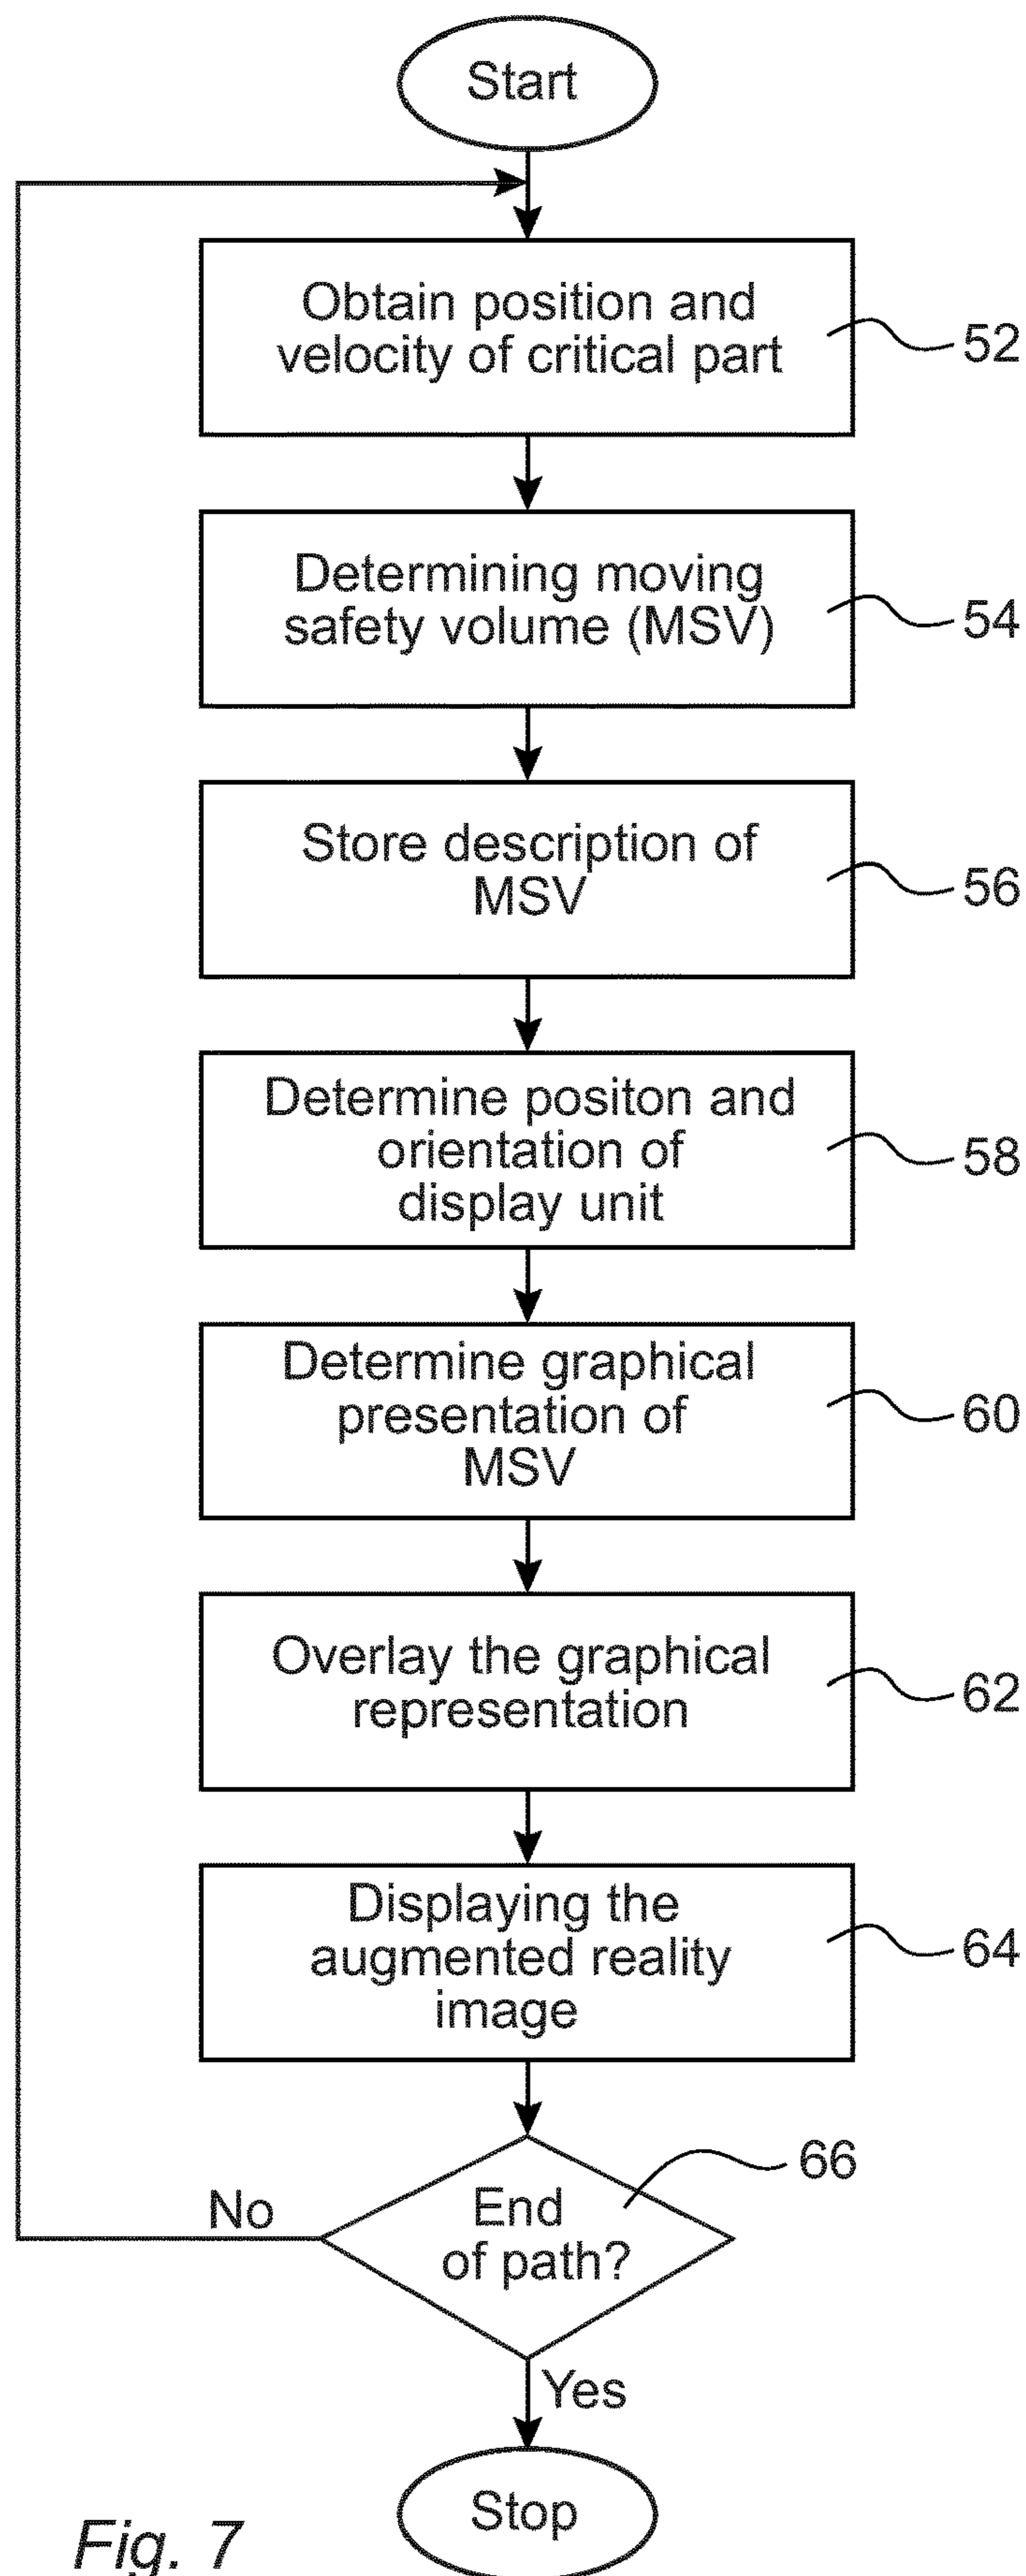 Start
Obtain position and
velocity of critical part
52
Determining moving
safety volume (MSV)
54
Store description of
MSV
56
Determine positon and
orientation of
display unit
58
Determine graphical
presentation of
MSV
60
Overlay the graphical
representation
62
Displaying the
augmented reality
image
64
66
No
End
of path?
Yes
Stop
Fig. 7